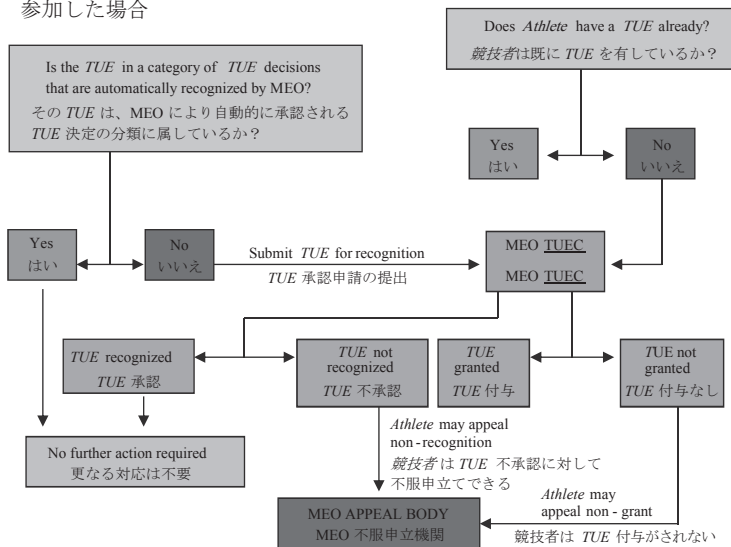 参加した場合
Does Athlete have a TUE already?
競技者は既に TUE を有しているか？
Is the TUE in a category of TUE decisions
that are automatically recognized by MEO?
その TUE は、MEO により自動的に承認される
TUE 決定の分類に属しているか？
Yes
はい
No
いいえ
Yes
はい
No
いいえ
Submit TUE for recognition
TUE 承認申請の提出
MEO TUEC
MEO TUEC
TUE recognized
TUE 承認
TUE not
recognized
TUE 不承認
TUE
granted
TUE 付与
TUE not
granted
TUE 付与なし
No further action required
更なる対応は不要
Athlete may appeal
non-recognition
競技者 は TUE 不承認に対して
不服申立てできる
MEO APPEAL BODY
MEO 不服申立機関
Athlete may
appeal non - grant
競技者は TUE 付与がされない